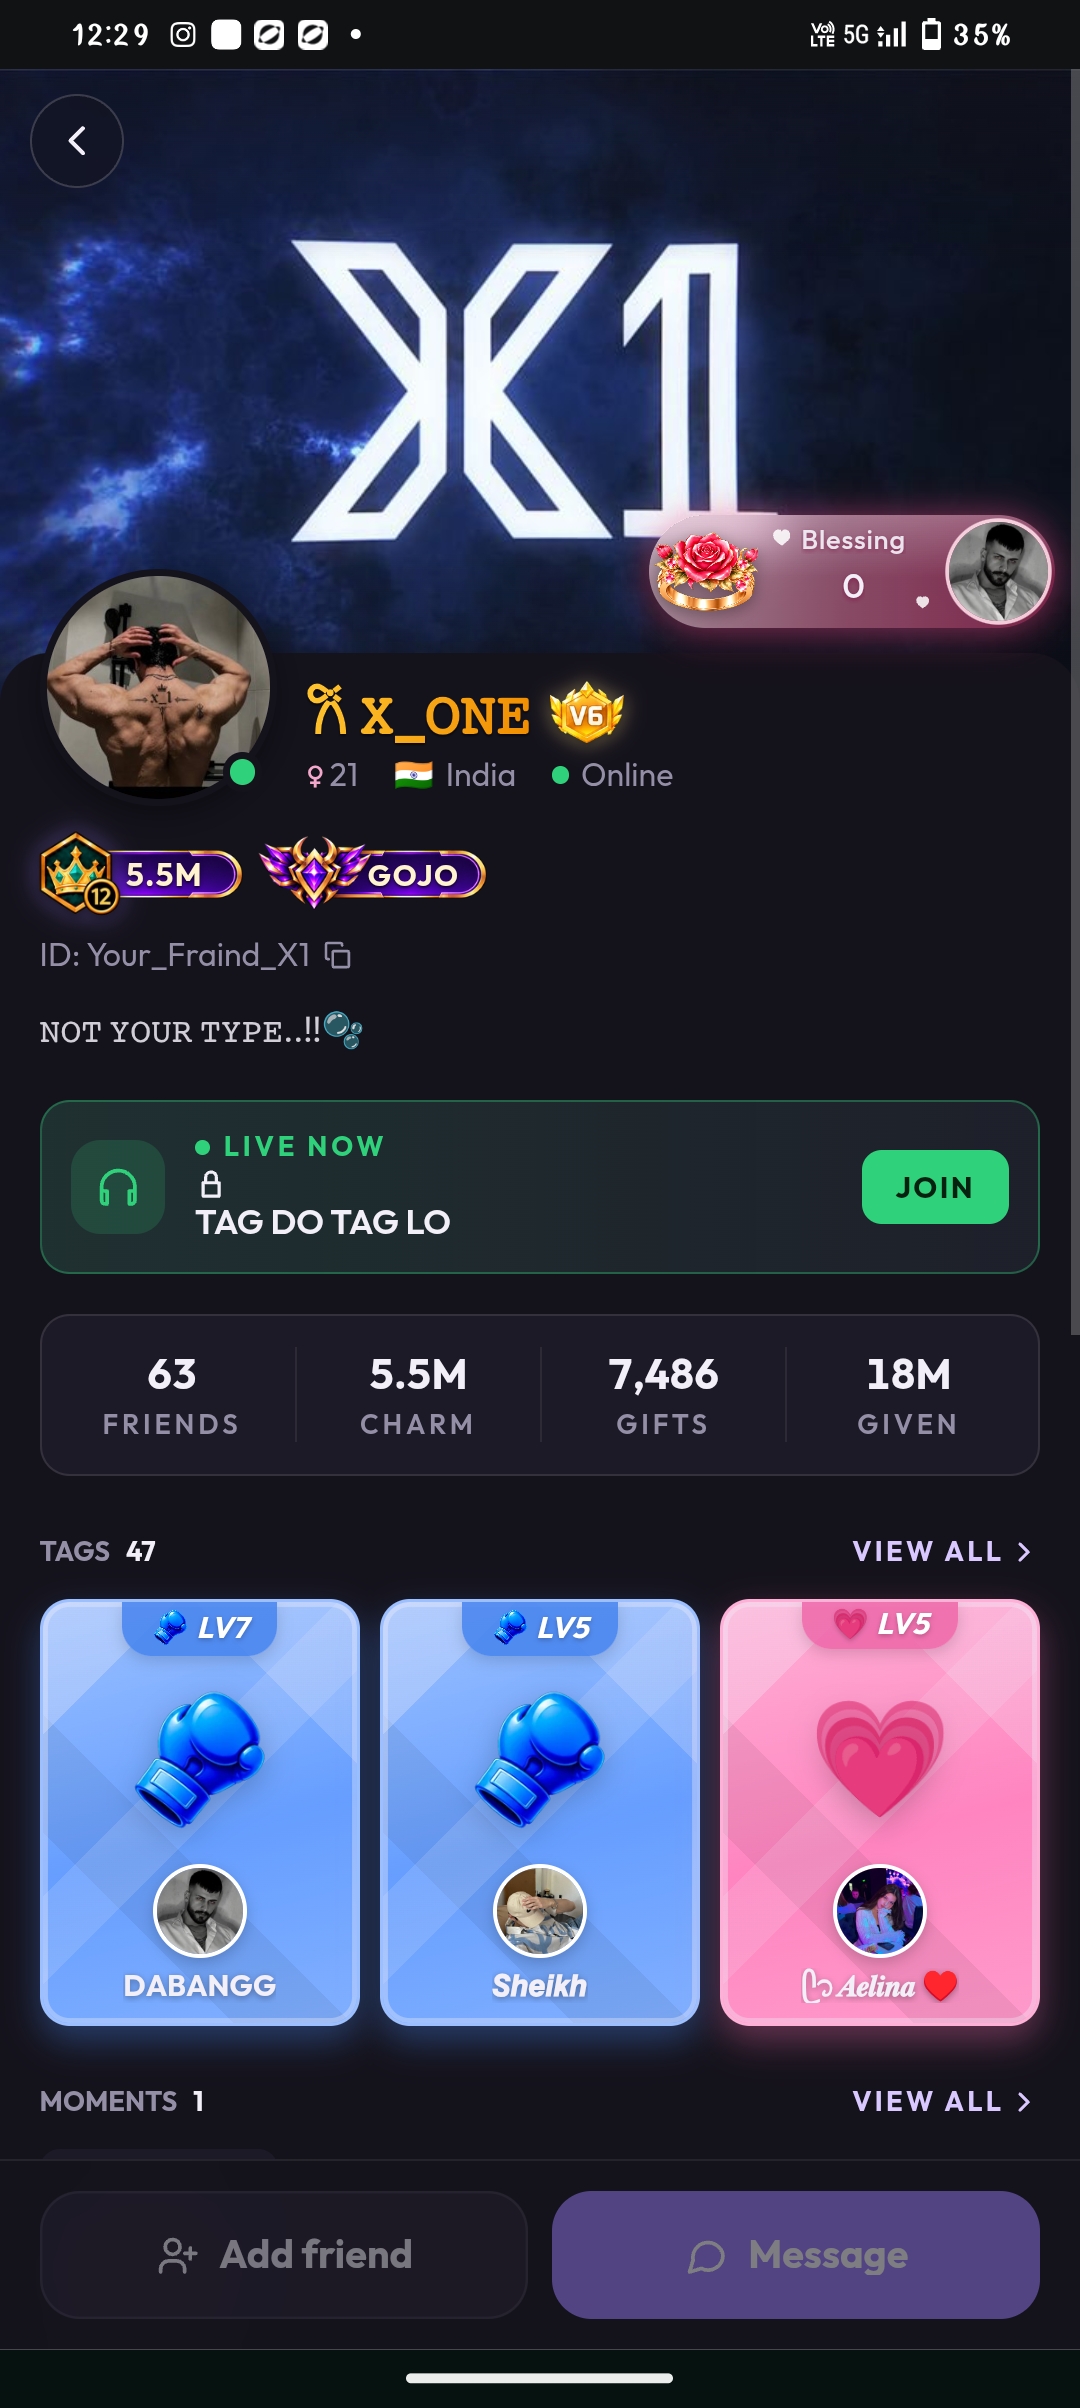 12:29
Vo)) LTE 5G 35%
X1
Blessing
0
X_ONE V6
♀21 India Online
12 5.5M GOJO
ID: Your_Fraind_X1
NOT YOUR TYPE..!!
LIVE NOW
TAG DO TAG LO
JOIN
63 5.5M 7,486 18M
FRIENDS CHARM GIFTS GIVEN
TAGS 47 VIEW ALL
LV7 LV5 LV5
DABANGG Sheikh Aelina
MOMENTS 1 VIEW ALL
Add friend Message